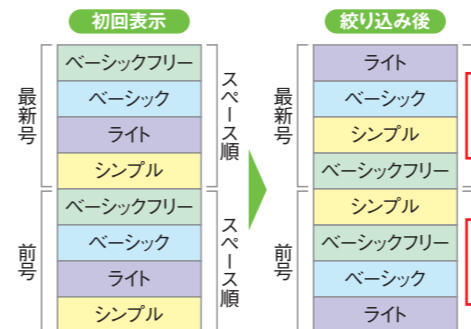 初回表示
最新号
ベーシックフリー
ベーシック
ライト
シンプル
スペース順
前号
ベーシックフリー
ベーシック
ライト
シンプル
スペース順
絞り込み後
最新号
ライト
ベーシック
シンプル
ベーシックフリー
前号
シンプル
ベーシックフリー
ベーシック
ライト